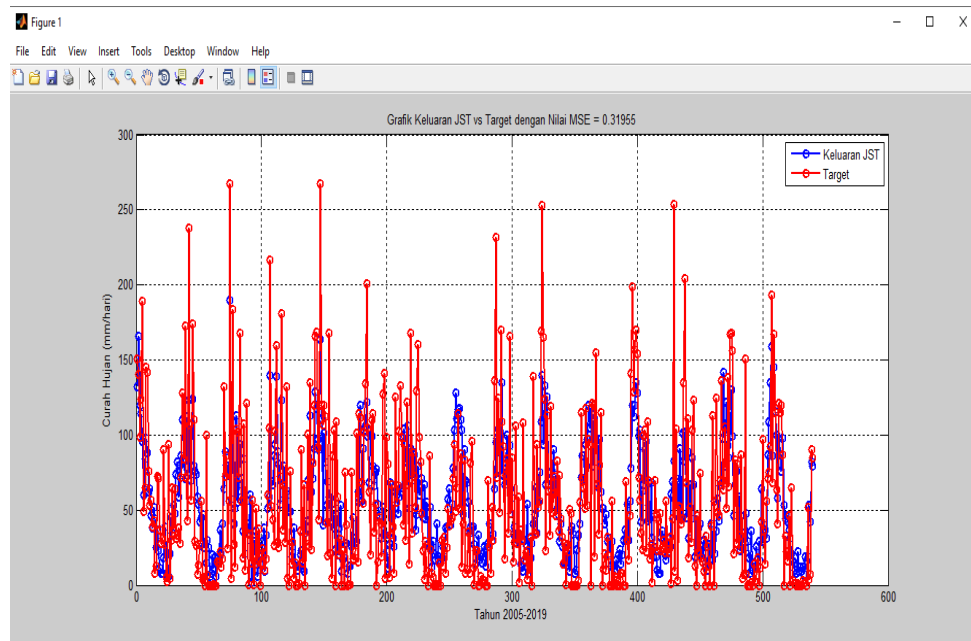 Figure 1
File Edit View Insert Tools Desktop Window Help
Grafik Keluaran JST vs Target dengan Nilai MSE = 0.31955
Keluaran JST
Target
300
250
200
150
100
50
0
Curah Hujan (mm/hari)
0 100 200 300 400 500 600
Tahun 2005-2019